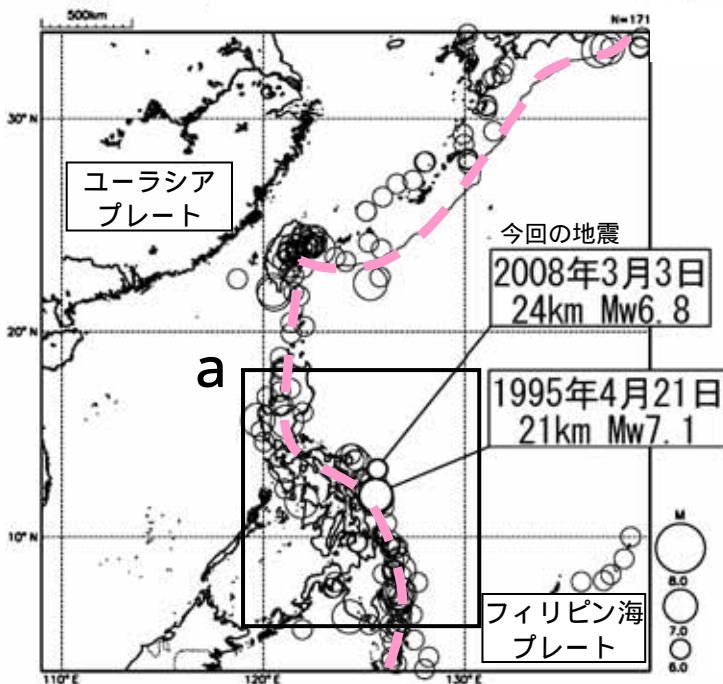 500km
N=171
30°N
ユーラシア
プレート
今回の地震
2008年3月3日
24km Mw6.8
20°N
a
1995年4月21日
21km Mw7.1
M
8.0
7.0
6.0
10°N
フィリピン海
プレート
110°E
120°E
130°E